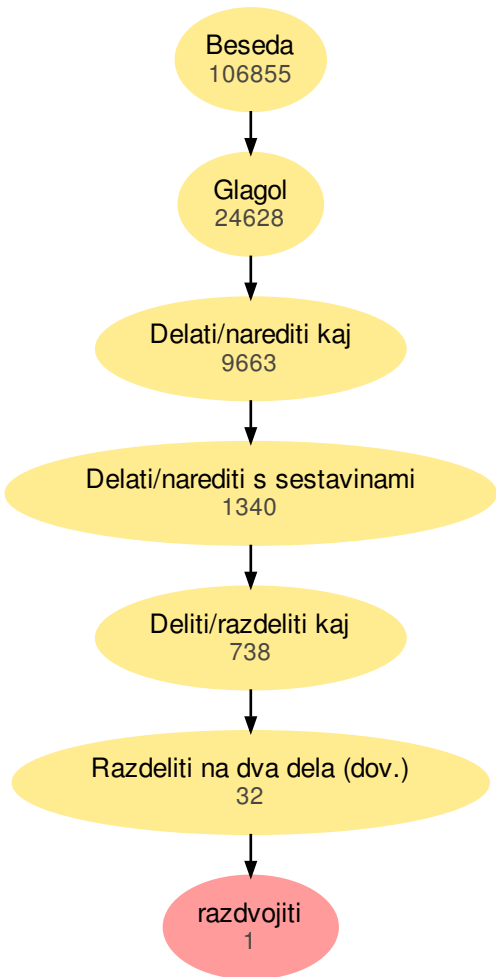 Beseda
106855
Glagol
24628
Delati/narediti kaj
9663
Delati/narediti s sestavinami
1340
Deliti/razdeliti kaj
738
Razdeliti na dva dela (dov.)
32
razdvojiti
1